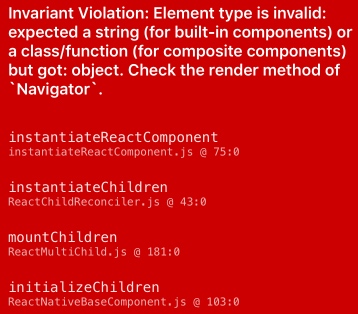 Invariant Violation: Element type is invalid:
expected a string (for built-in components) or
a class/function (for composite components)
but got: object. Check the render method of
`Navigator`.
instantiateReactComponent
instantiateReactComponent.js @ 75:0
instantiateChildren
ReactChildReconciler.js @ 43:0
mountChildren
ReactMultiChild.js @ 181:0
initializeChildren
ReactNativeBaseComponent.js @ 103:0